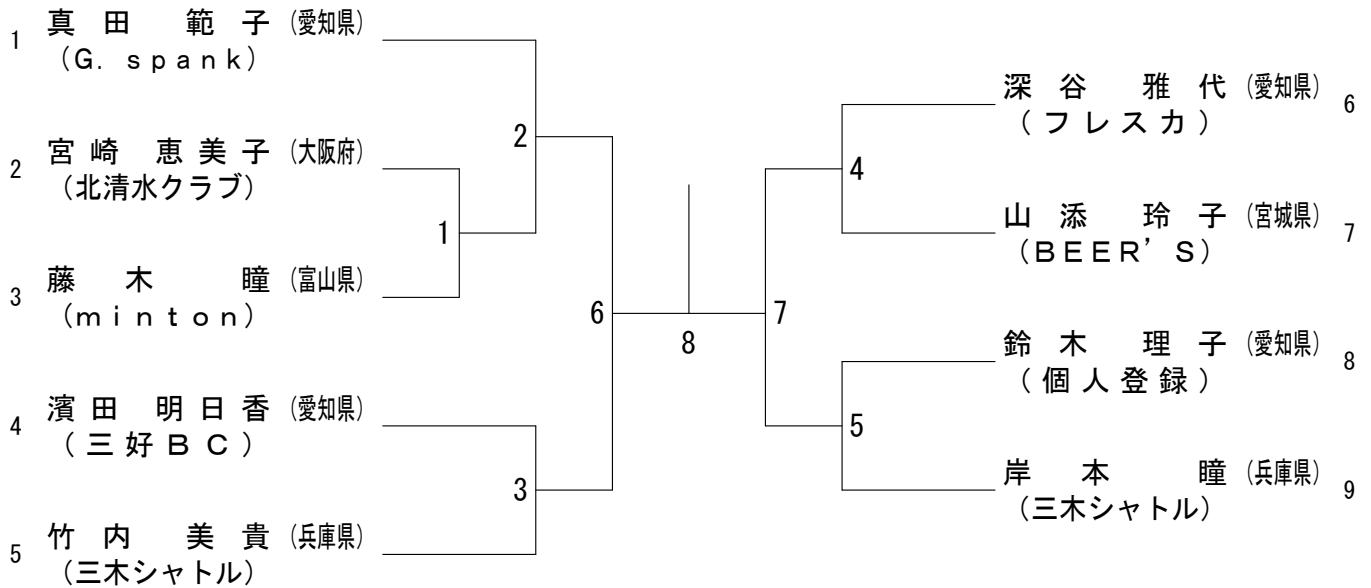 1 真田 範子 (愛知県)
(G. spank)
2 宮崎 恵美子 (大阪府)
(北清水クラブ)
3 藤木 瞳 (富山県)
(minton)
4 濱田 明日香 (愛知県)
(三好BC)
5 竹内 美貴 (兵庫県)
(三木シャトル)
2
1
3
6
8
7
4
5
深谷 雅代 (愛知県) 6
(フレスカ)
山添 玲子 (宮城県) 7
(BEER'S)
鈴木 理子 (愛知県) 8
(個人登録)
岸本 瞳 (兵庫県) 9
(三木シャトル)